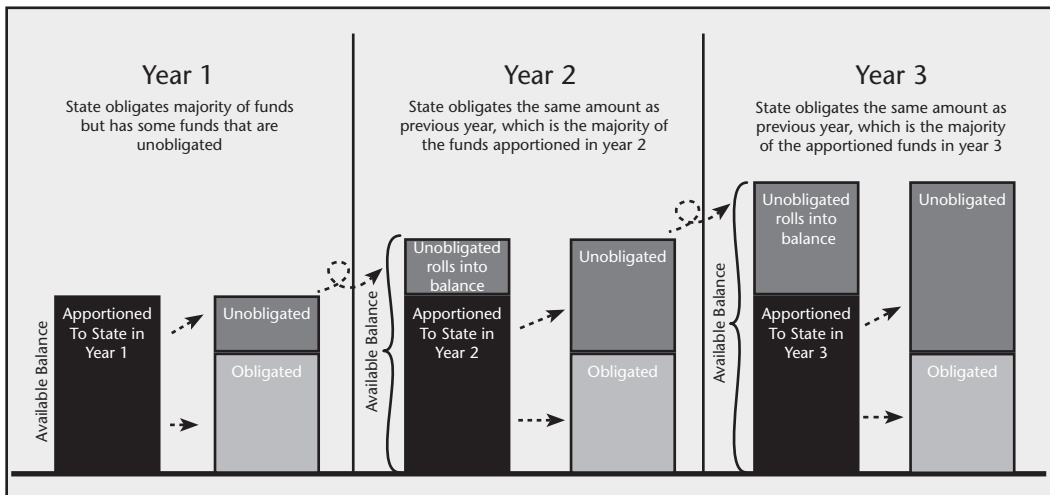 Year 1
State obligates majority of funds
but has some funds that are
unobligated
Available Balance
Apportioned
To State in
Year 1
Unobligated
Obligated
Year 2
State obligates the same amount as
previous year, which is the majority of
the funds apportioned in year 2
Available Balance
Unobligated
rolls into
balance
Apportioned
To State in
Year 2
Unobligated
Obligated
Year 3
State obligates the same amount as
previous year, which is the majority
of the apportioned funds in year 3
Available Balance
Unobligated
rolls into
balance
Apportioned
To State in
Year 3
Unobligated
Obligated